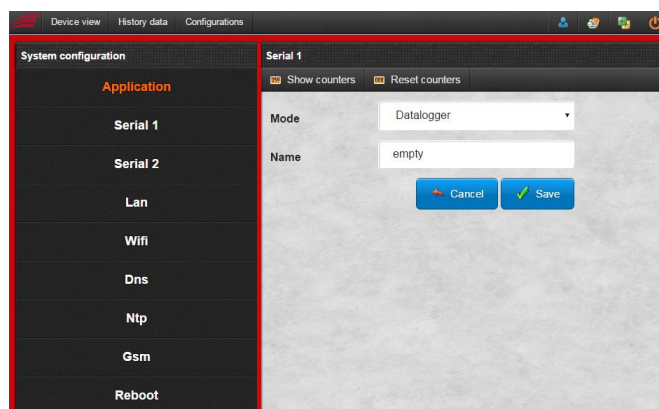 Device view History data Configurations
System configuration
Serial 1
Application
Show counters Reset counters
Serial 1
Mode Datalogger
Serial 2
Name empty
Lan
Cancel Save
Wifi
Dns
Ntp
Gsm
Reboot